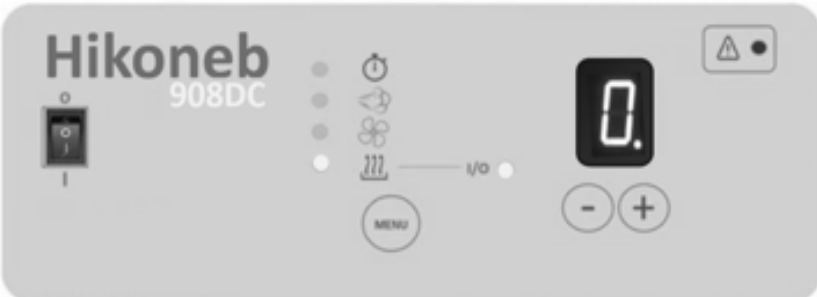 Hikoneb
908DC
O
O
I
I
I/O
MENU
0.
- +